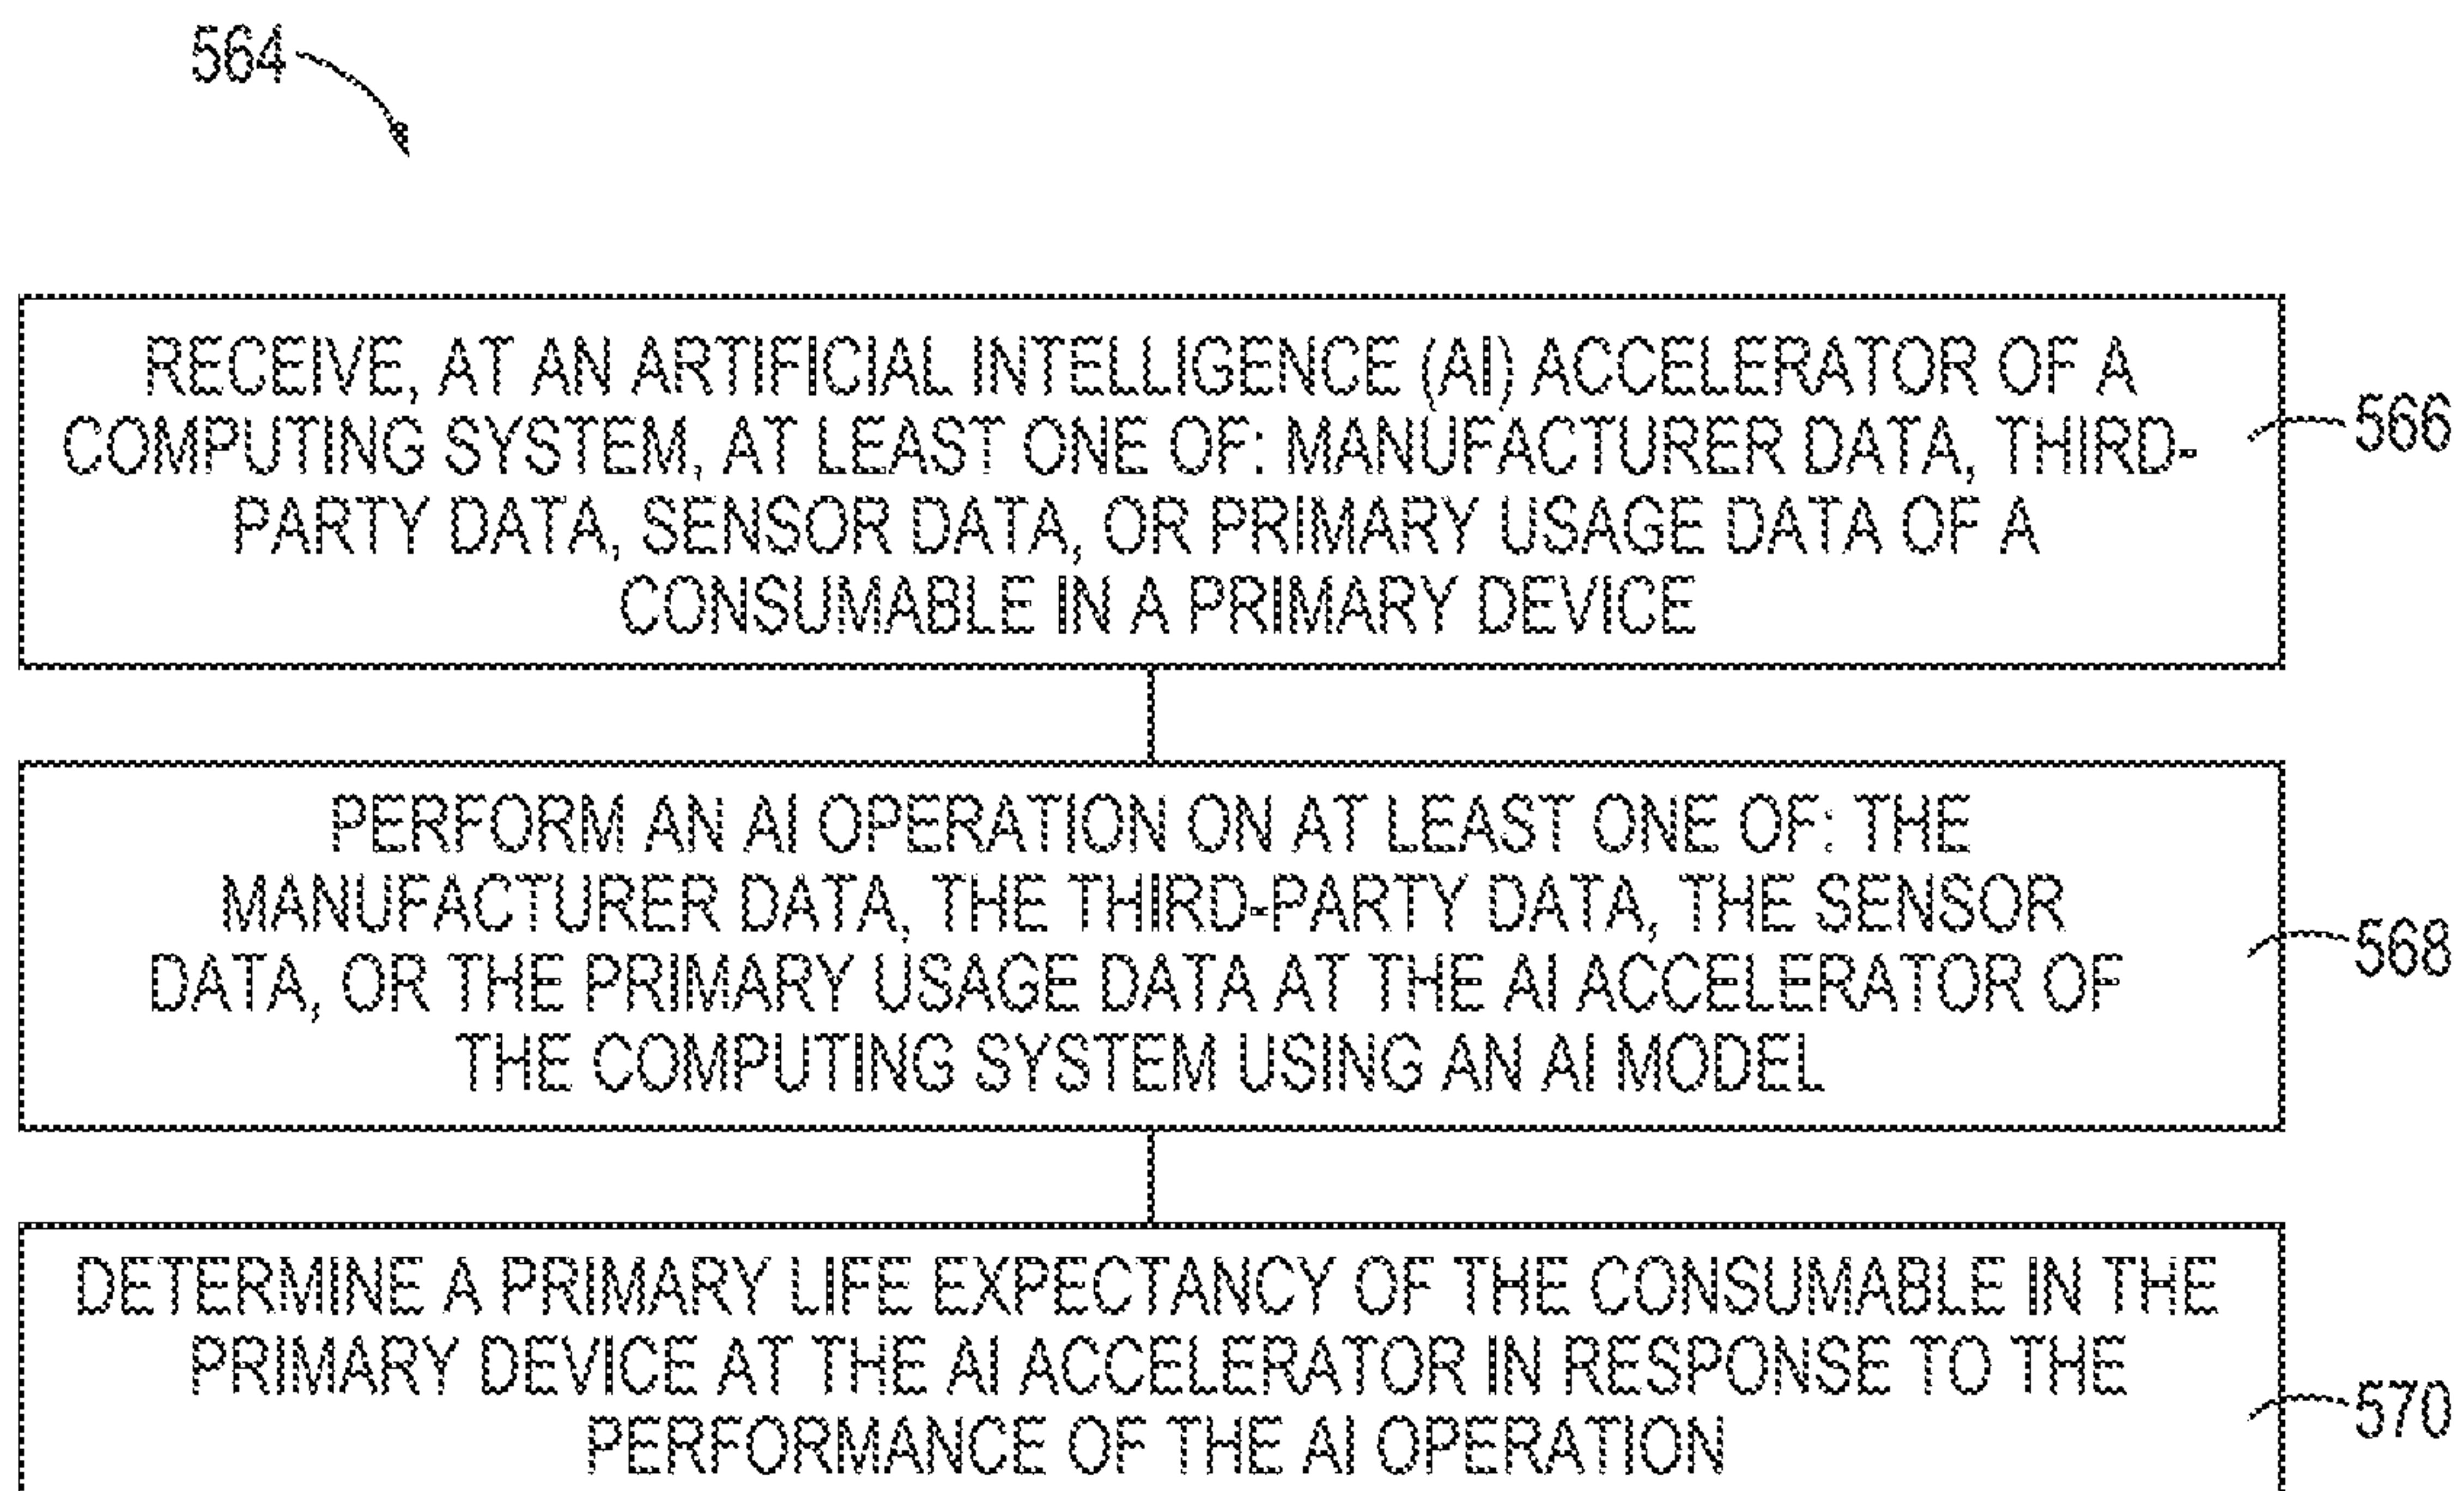 564
RECEIVE, AT AN ARTIFICIAL INTELLIGENCE (AI) ACCELERATOR OF A
COMPUTING SYSTEM, AT LEAST ONE OF: MANUFACTURER DATA, THIRD-
PARTY DATA, SENSOR DATA, OR PRIMARY USAGE DATA OF A
CONSUMABLE IN A PRIMARY DEVICE
566
PERFORM AN AI OPERATION ON AT LEAST ONE OF: THE
MANUFACTURER DATA, THE THIRD-PARTY DATA, THE SENSOR
DATA, OR THE PRIMARY USAGE DATA AT THE AI ACCELERATOR OF
THE COMPUTING SYSTEM USING AN AI MODEL
568
DETERMINE A PRIMARY LIFE EXPECTANCY OF THE CONSUMABLE IN THE
PRIMARY DEVICE AT THE AI ACCELERATOR IN RESPONSE TO THE
PERFORMANCE OF THE AI OPERATION
570